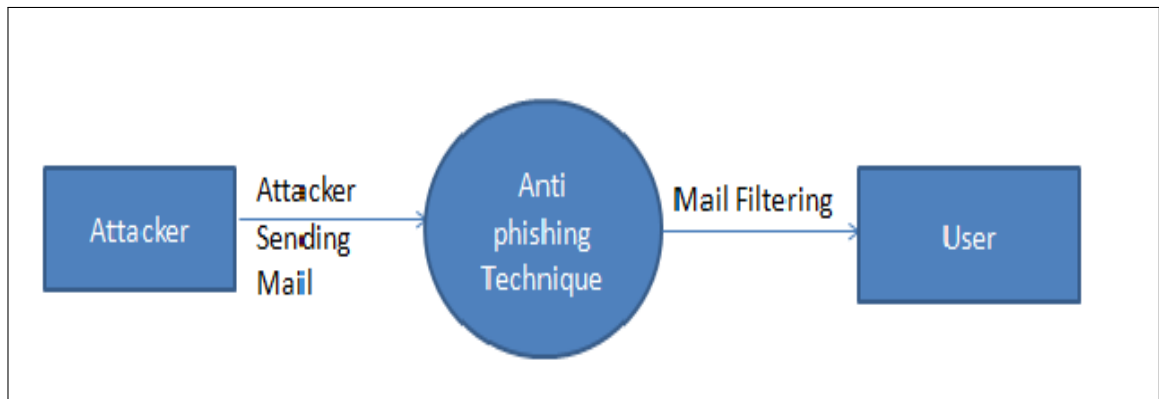 Attacker
Attacker
Sending
Mail
Anti
phishing
Technique
Mail Filtering
User